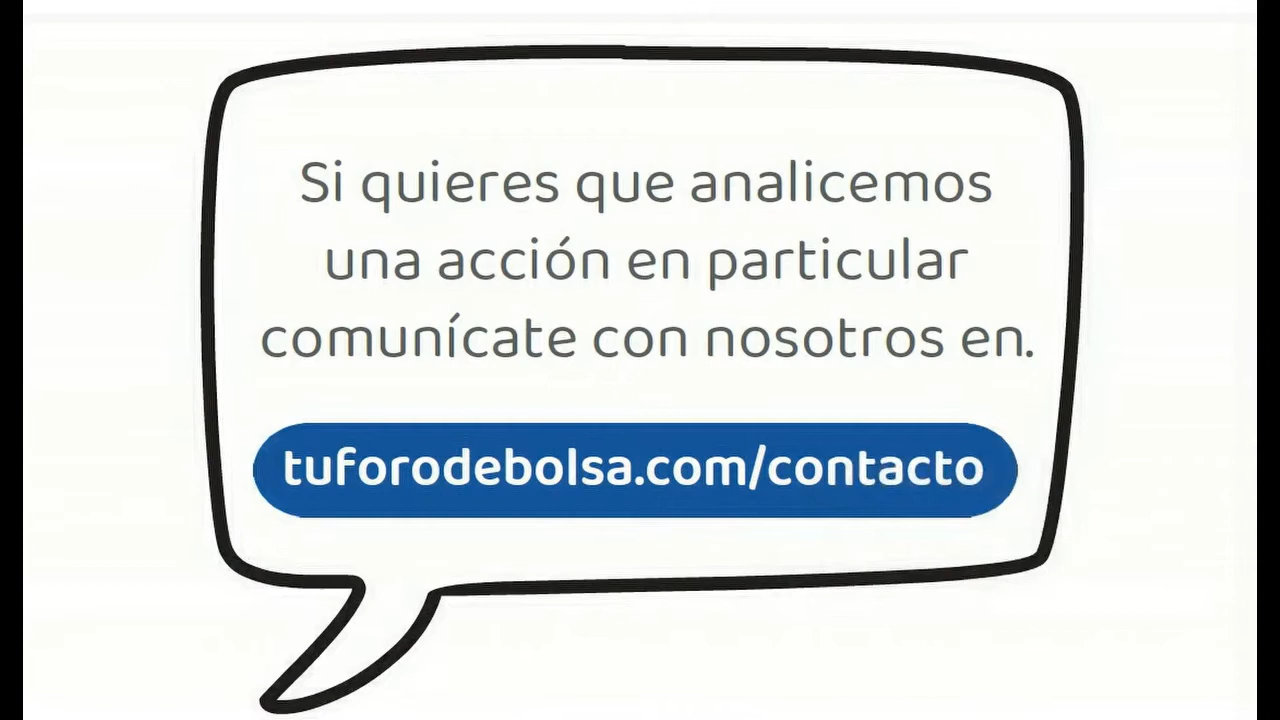 Si quieres que analicemos
una acción en particular
comunícate con nosotros en.
tuforodebolsa.com/contacto